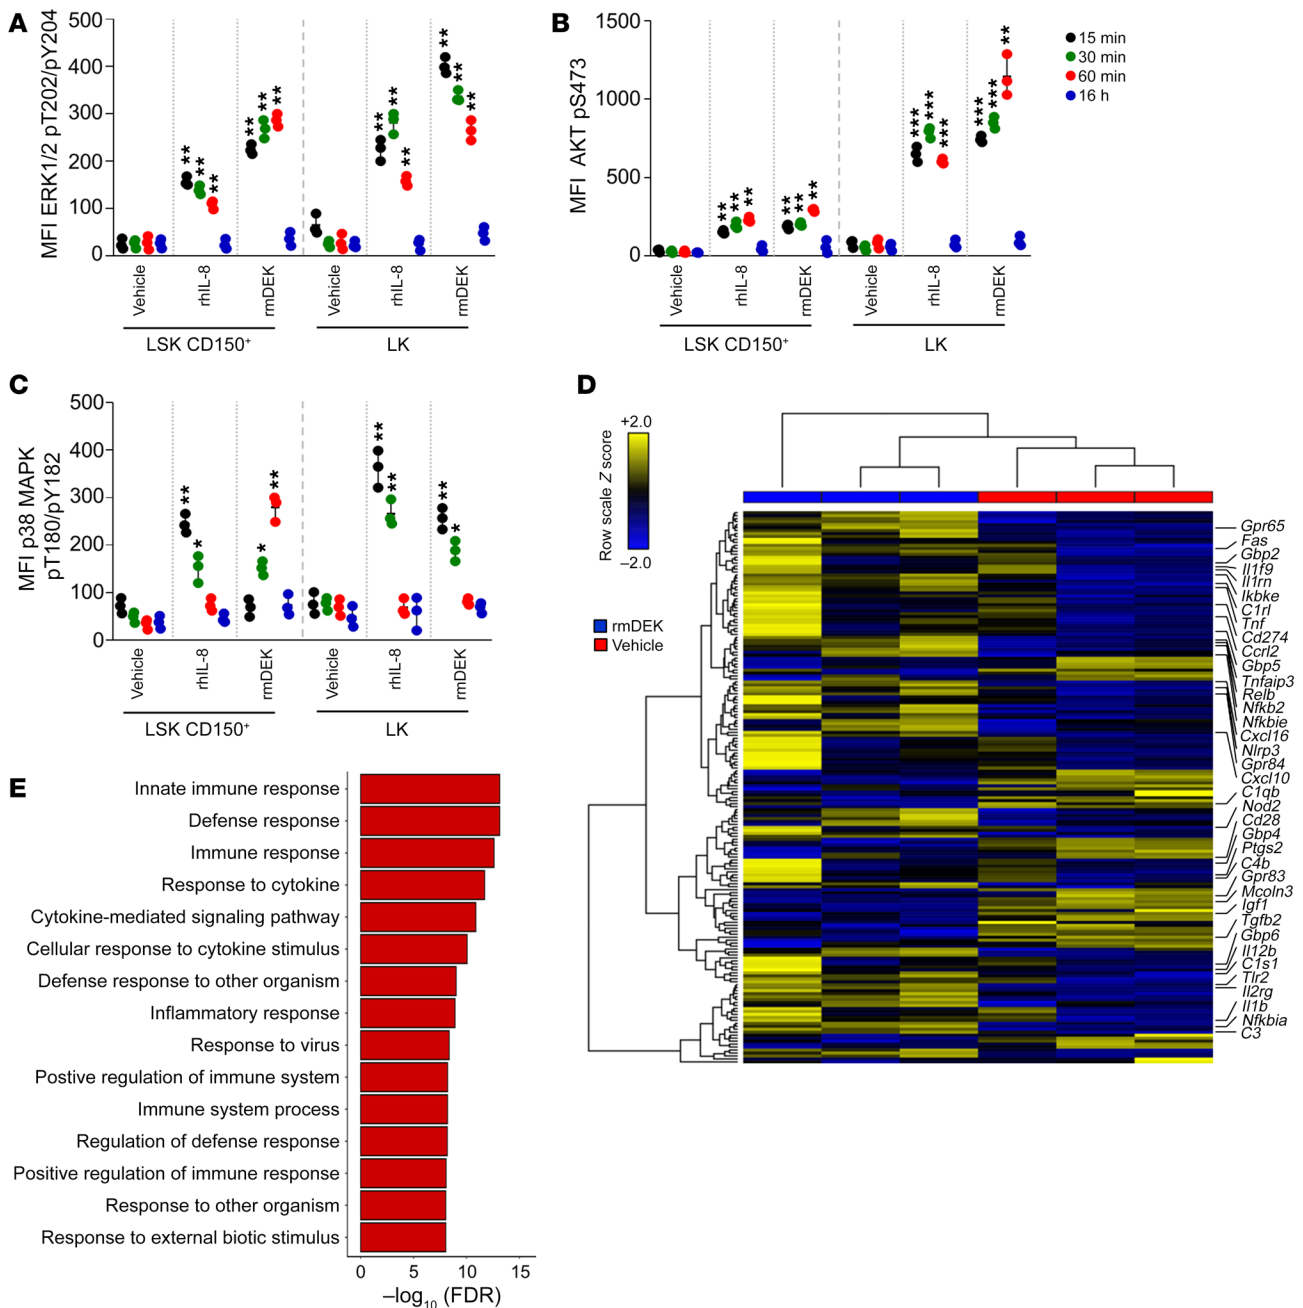 A
MFI ERK1/2 pT202/pY204
500
400
300
200
100
0
**
**
**
**
**
**
**
**
**
**
**
**
Vehicle
rhIL-8
rmDEK
Vehicle
rhIL-8
rmDEK
LSK CD150+
LK
B
MFI AKT pS473
1500
1000
500
0
**
**
**
**
**
**
***
***
***
***
***
**
Vehicle
rhIL-8
rmDEK
Vehicle
rhIL-8
rmDEK
LSK CD150+
LK
15 min
30 min
60 min
16 h
C
MFI p38 MAPK
pT180/pY182
500
400
300
200
100
0
**
*
*
**
**
**
**
*
Vehicle
rhIL-8
rmDEK
Vehicle
rhIL-8
rmDEK
LSK CD150+
LK
D
Row scale Z score
+2.0
–2.0
rmDEK
Vehicle
Gpr65
Fas
Gbp2
Il1f9
Il1rn
Ikbke
C1rl
Tnf
Cd274
Ccrl2
Gbp5
Tnfaip3
Relb
Nfkb2
Nfkbie
Cxcl16
Nlrp3
Gpr84
Cxcl10
C1qb
Nod2
Cd28
Gbp4
Ptgs2
C4b
Gpr83
Mcoln3
Igf1
Tgfb2
Gbp6
Il12b
C1s1
Tlr2
Il2rg
Il1b
Nfkbia
C3
E
Innate immune response
Defense response
Immune response
Response to cytokine
Cytokine-mediated signaling pathway
Cellular response to cytokine stimulus
Defense response to other organism
Inflammatory response
Response to virus
Postive regulation of immune system
Immune system process
Regulation of defense response
Positive regulation of immune response
Response to other organism
Response to external biotic stimulus
0
5
10
15
–log10 (FDR)